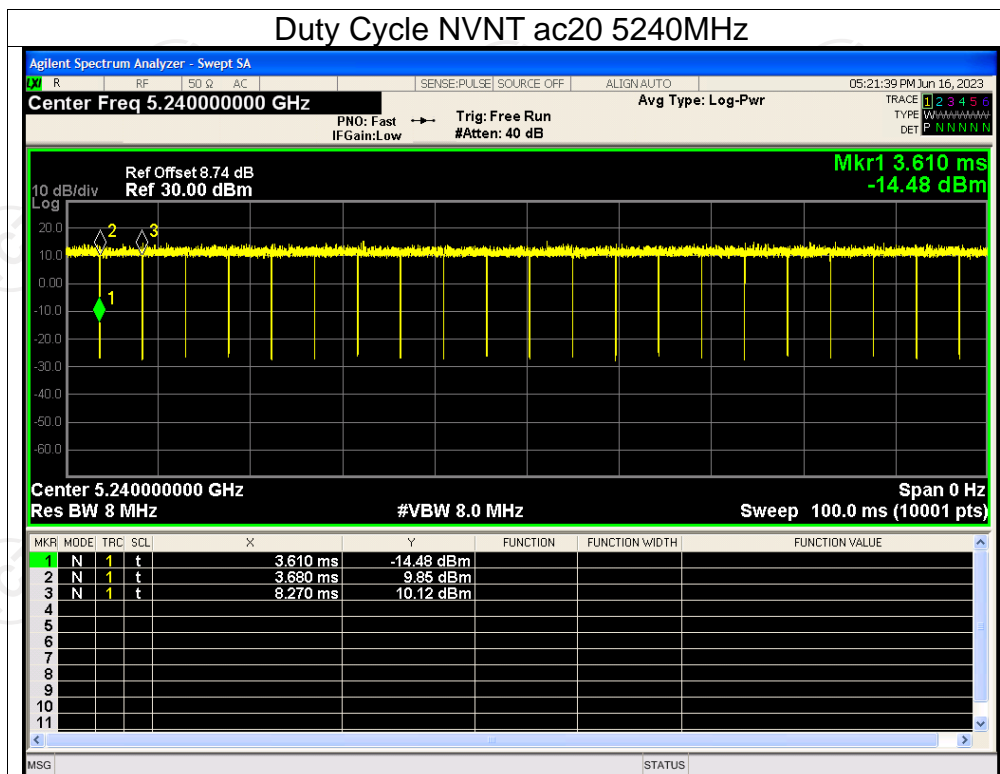 Duty Cycle NVNT ac20 5240MHz
Agilent Spectrum Analyzer - Swept SA
LXI R RF 50 Ω AC SENSE:PULSE SOURCE OFF ALIGN AUTO 05:21:39 PM Jun 16, 2023
Center Freq 5.240000000 GHz Avg Type: Log-Pwr TRACE 1 2 3 4 5 6
PNO: Fast Trig: Free Run TYPE WWWWWW
IFGain:Low #Atten: 40 dB DET P N N N N N
Mkr1 3.610 ms
Ref Offset 8.74 dB -14.48 dBm
10 dB/div Ref 30.00 dBm
Log
20.0
10.0
0.00
-10.0
-20.0
-30.0
-40.0
-50.0
-60.0
2 3
1
Center 5.240000000 GHz Span 0 Hz
Res BW 8 MHz #VBW 8.0 MHz Sweep 100.0 ms (10001 pts)
MKR MODE TRC SCL X Y FUNCTION FUNCTION WIDTH FUNCTION VALUE
1 N 1 t 3.610 ms -14.48 dBm
2 N 1 t 3.680 ms 9.85 dBm
3 N 1 t 8.270 ms 10.12 dBm
4
5
6
7
8
9
10
11
MSG STATUS